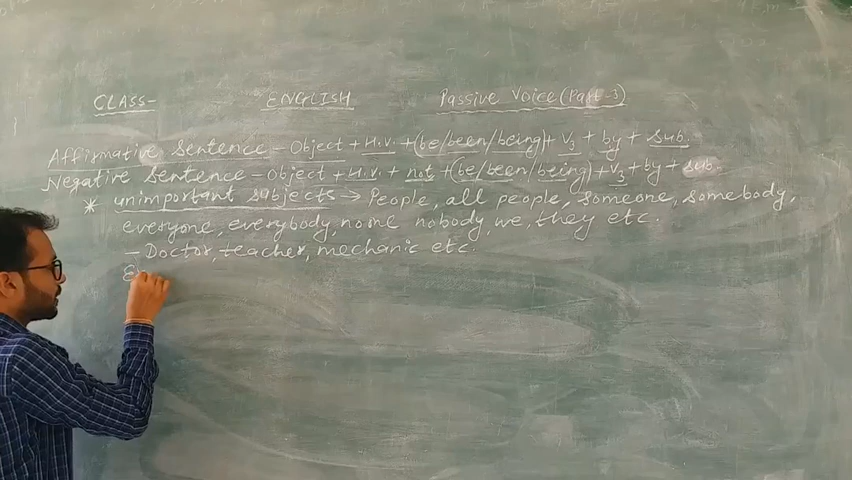 CLASS- ENGLISH Passive Voice (Part-3)
Affirmative Sentence - Object + H.V. + (be/been/being) + V3 + by + sub.
Negative Sentence - Object + H.V. + not + (be/been/being) + V3 + by + sub.
* unimportant subjects → People, all people, someone, somebody,
everyone, everybody, no one nobody, we, they etc.
- Doctor, teacher, mechanic etc.